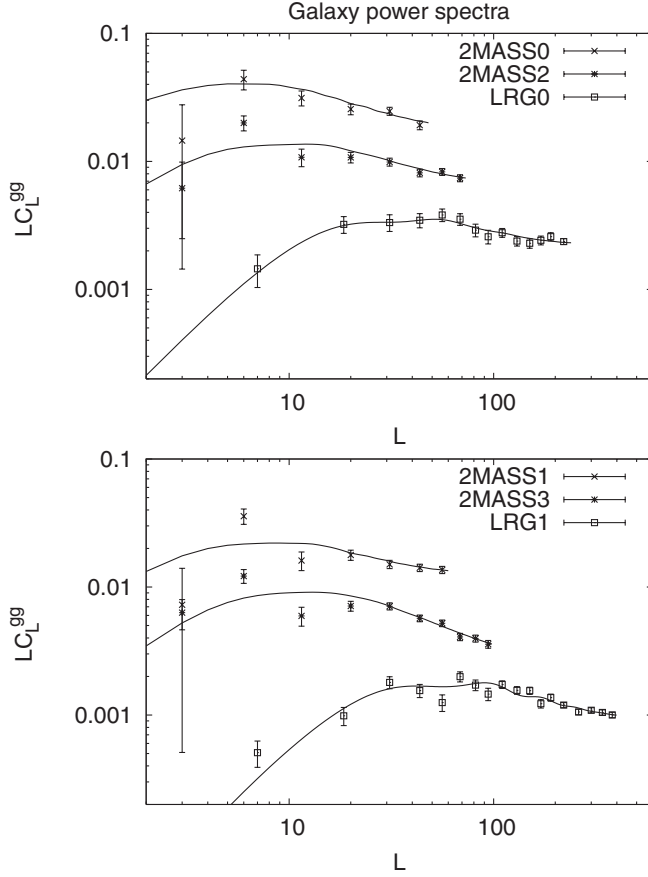 Galaxy power spectra
0.1
2MASS0
2MASS2
LRG0
0.01
LC_L^gg
0.001
10
100
L
0.1
2MASS1
2MASS3
LRG1
0.01
LC_L^gg
0.001
10
100
L